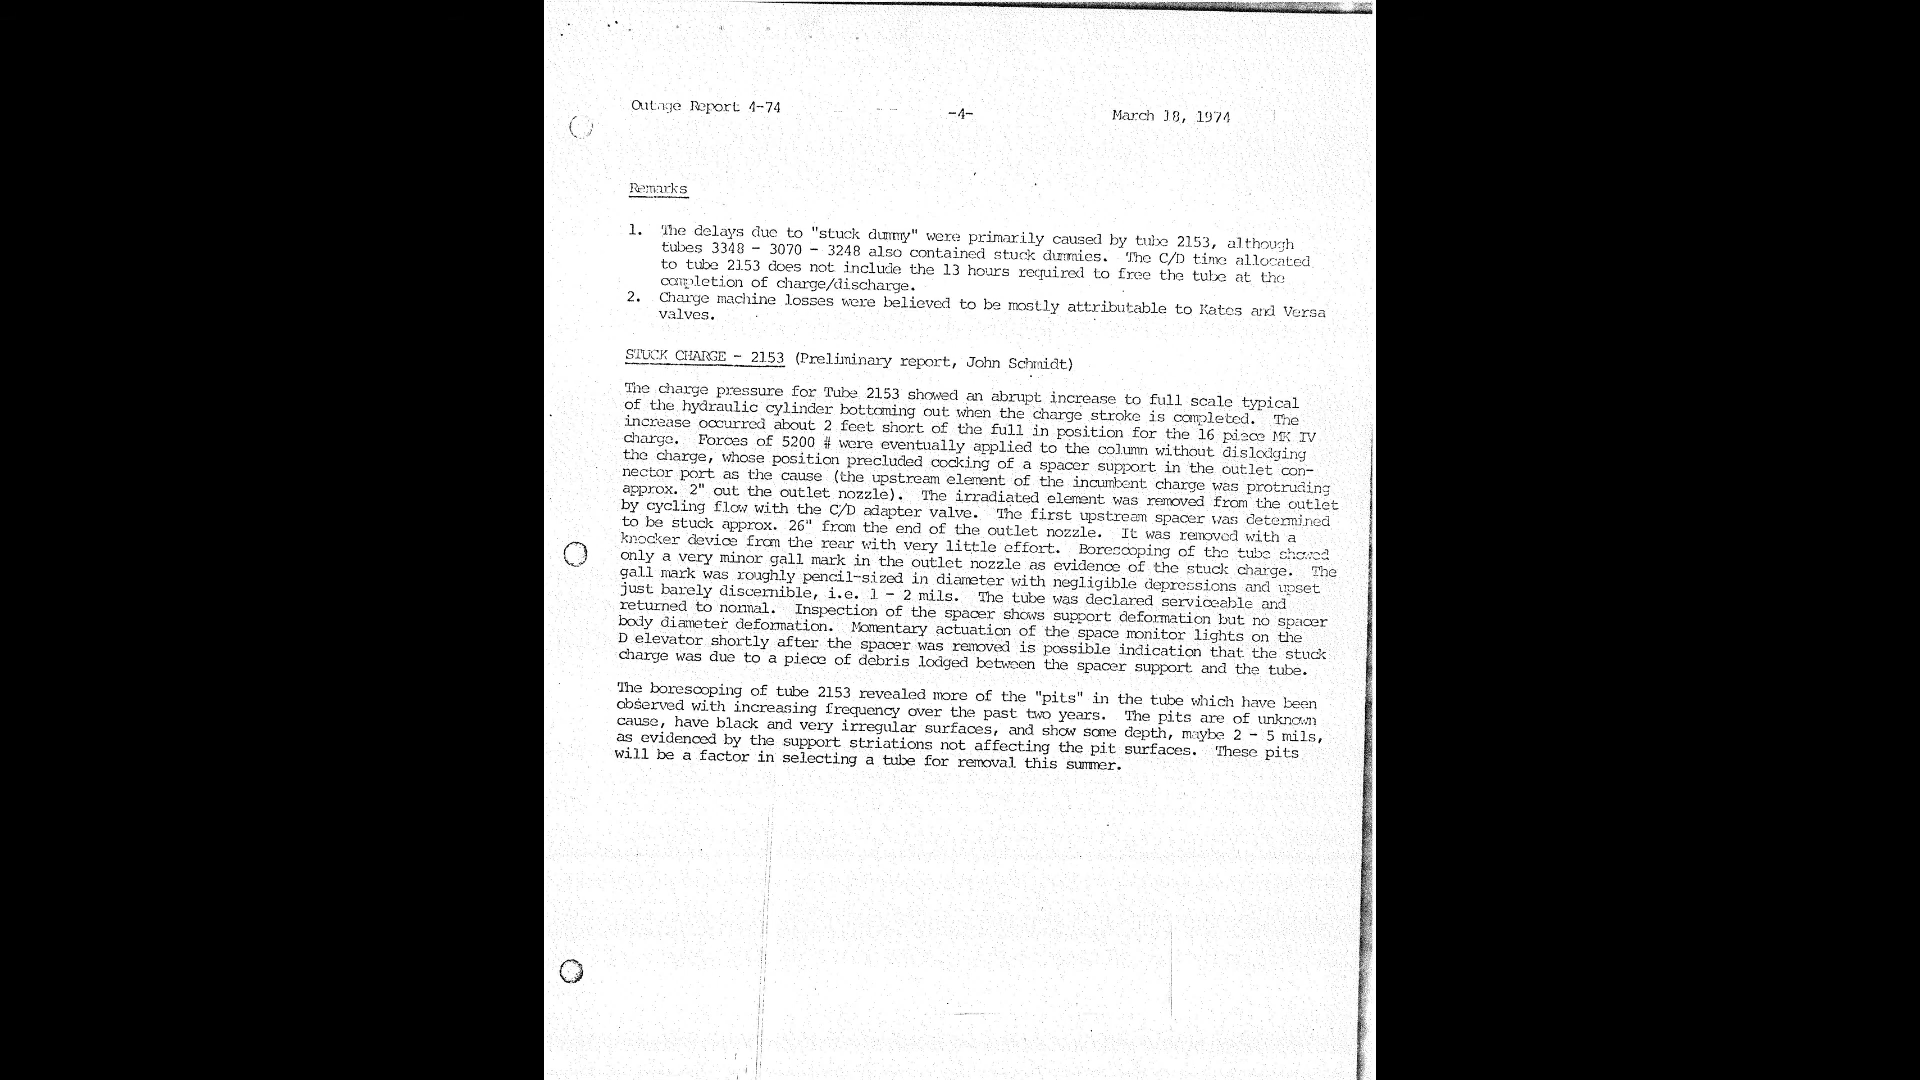 Outage Report 4-74 -4- March 18, 1974
Remarks
1. The delays due to "stuck dummy" were primarily caused by tube 2153, although
tubes 3348 - 3070 - 3248 also contained stuck dummies. The C/D time allocated
to tube 2153 does not include the 13 hours required to free the tube at the
completion of charge/discharge.
2. Charge machine losses were believed to be mostly attributable to Kates and Versa
valves.
STUCK CHARGE - 2153 (Preliminary report, John Schmidt)
The charge pressure for Tube 2153 showed an abrupt increase to full scale typical
of the hydraulic cylinder bottoming out when the charge stroke is completed. The
increase occurred about 2 feet short of the full in position for the 16 piece MK IV
charge. Forces of 5200 # were eventually applied to the column without dislodging
the charge, whose position precluded cocking of a spacer support in the outlet con-
nector port as the cause (the upstream element of the incumbent charge was protruding
approx. 2" out the outlet nozzle). The irradiated element was removed from the outlet
by cycling flow with the C/D adapter valve. The first upstream spacer was determined
to be stuck approx. 26" from the end of the outlet nozzle. It was removed with a
knocker device from the rear with very little effort. Borescoping of the tube showed
only a very minor gall mark in the outlet nozzle as evidence of the stuck charge. The
gall mark was roughly pencil-sized in diameter with negligible depressions and upset
just barely discernible, i.e. 1 - 2 mils. The tube was declared serviceable and
returned to normal. Inspection of the spacer shows support deformation but no spacer
body diameter deformation. Momentary actuation of the space monitor lights on the
D elevator shortly after the spacer was removed is possible indication that the stuck
charge was due to a piece of debris lodged between the spacer support and the tube.
The borescoping of tube 2153 revealed more of the "pits" in the tube which have been
observed with increasing frequency over the past two years. The pits are of unknown
cause, have black and very irregular surfaces, and show some depth, maybe 2 - 5 mils,
as evidenced by the support striations not affecting the pit surfaces. These pits
will be a factor in selecting a tube for removal this summer.